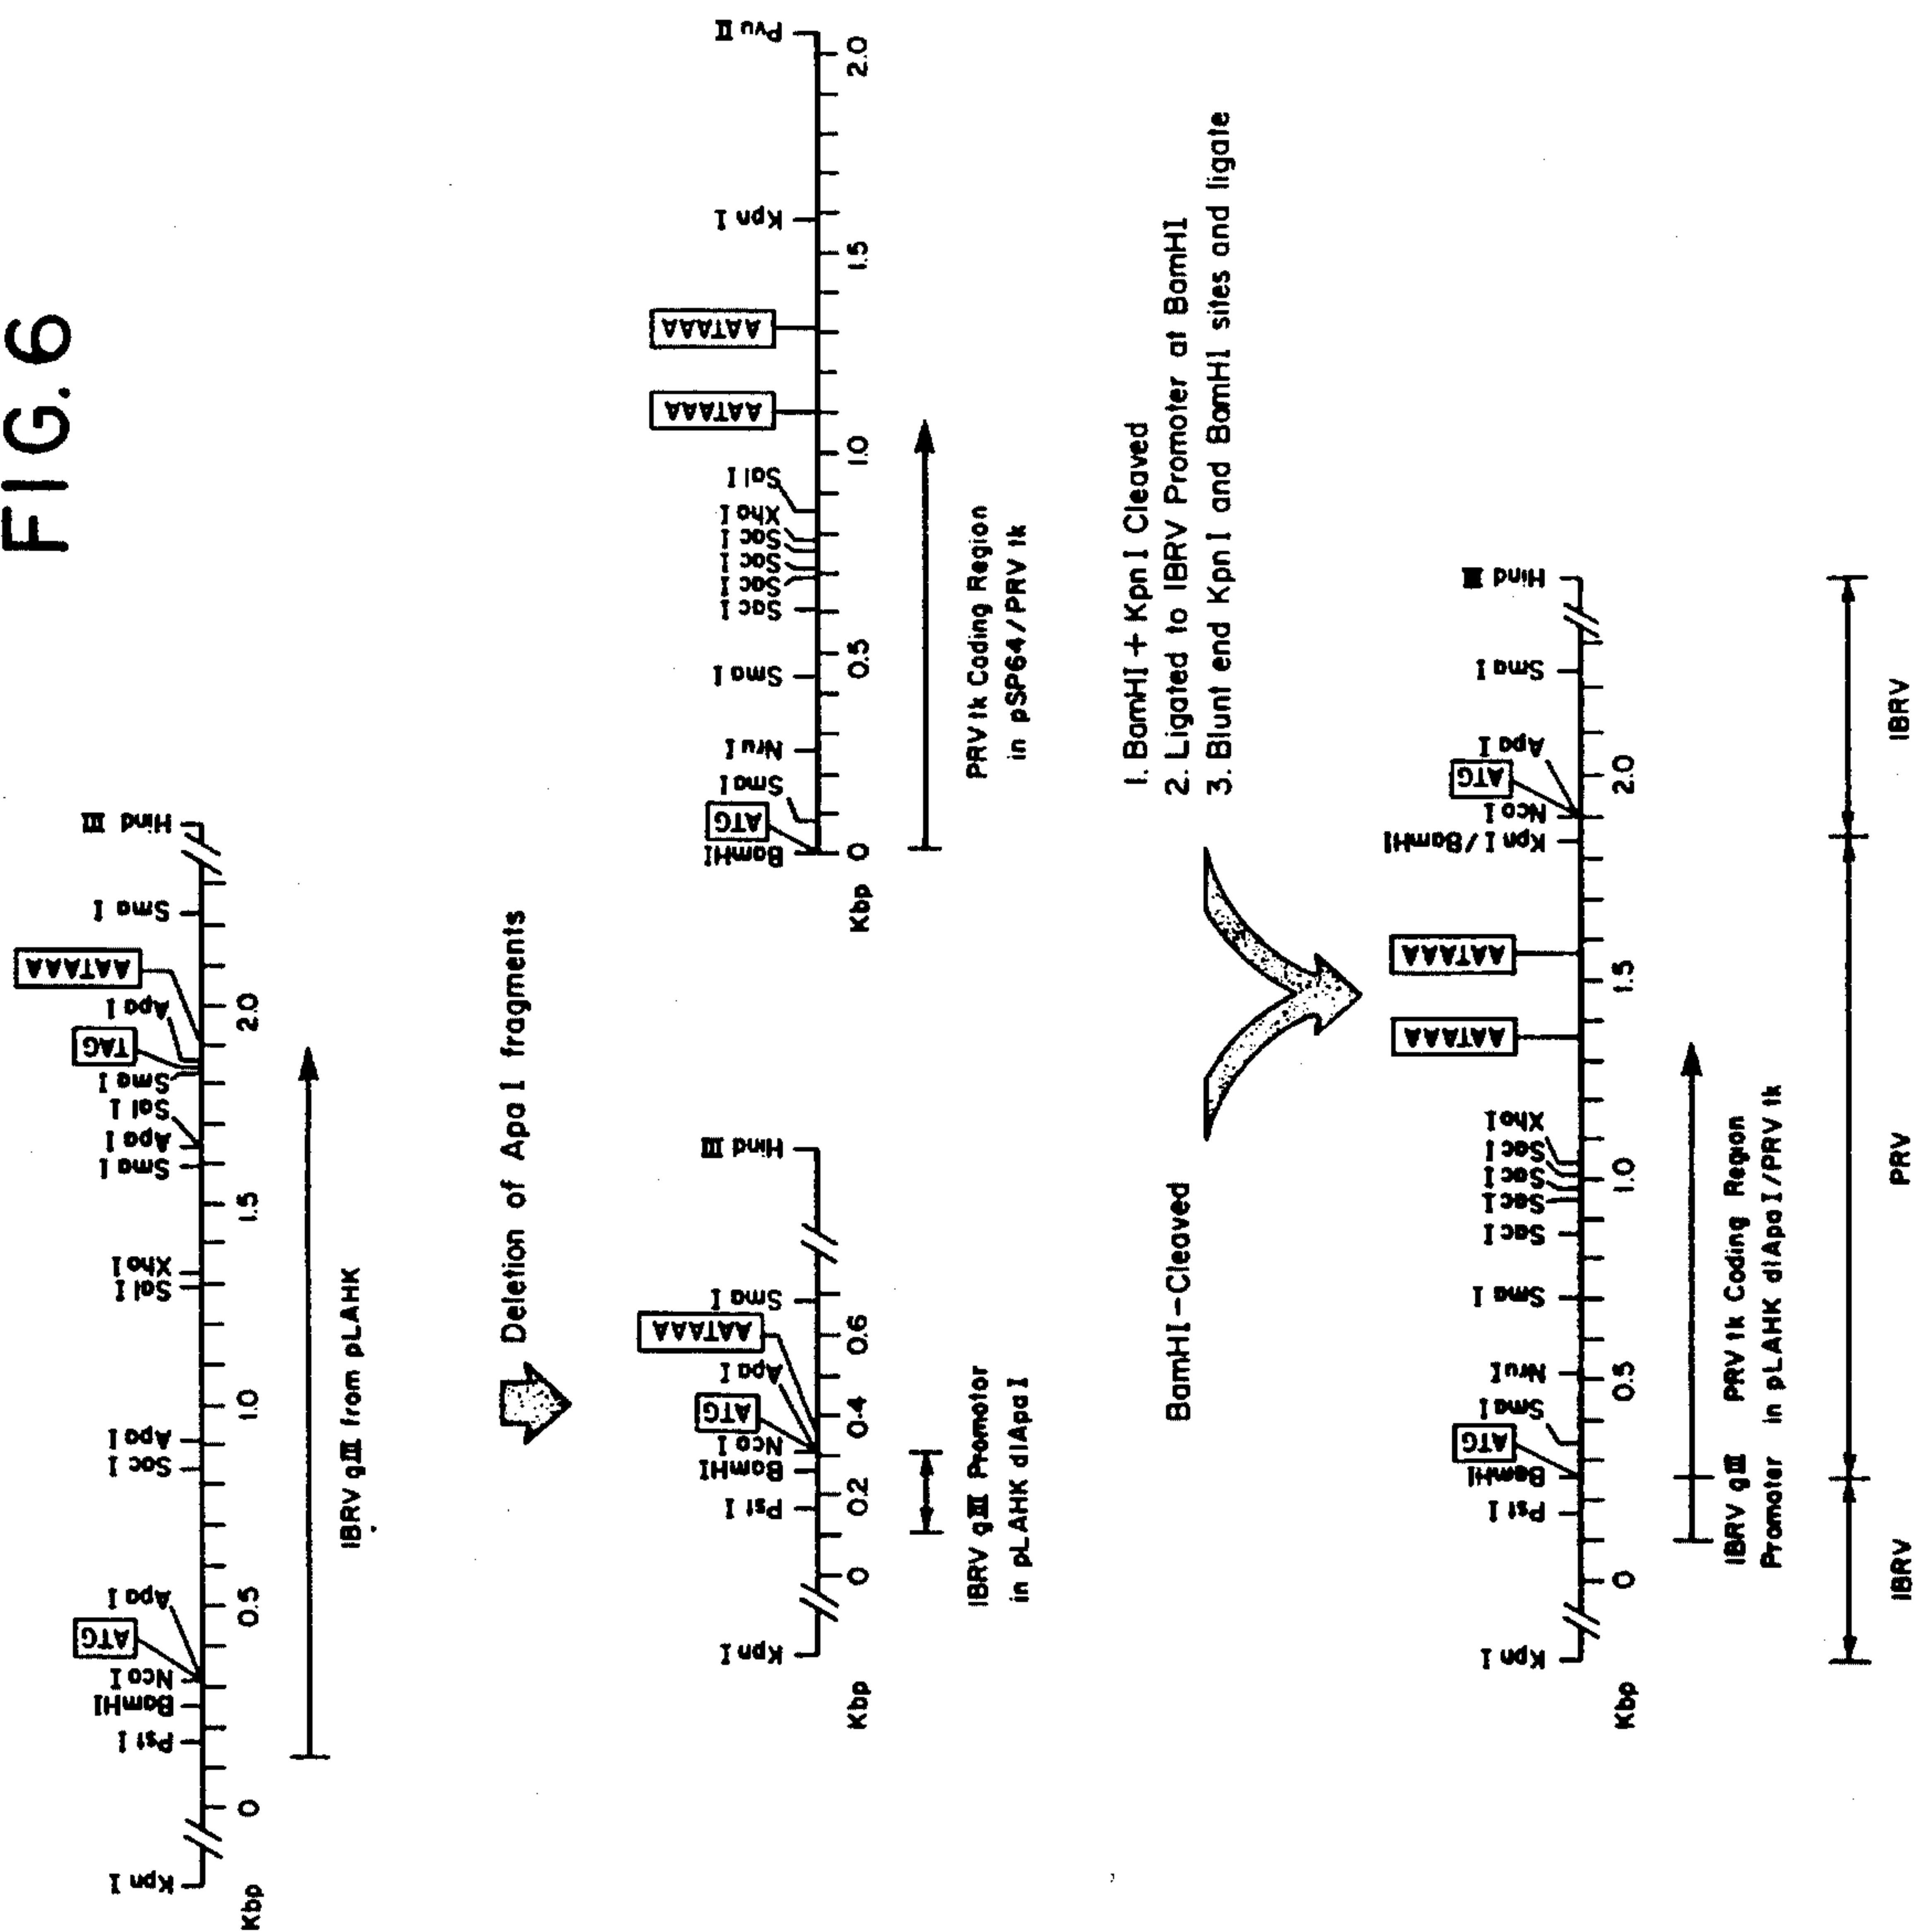 FIG. 6
Kpn I
Pst I
BamHI
Nco I
ATG
Apa I
Sac I
Apa I
Sal I
Xho I
Sma I
Apa I
Sal I
Sma I
TAG
Apa I
AATAAA
Sma I
Hind III
Kbp
0
0.5
1.0
1.5
2.0
IBRV gIII from pLAHK
Deletion of Apa I fragments
Kpn I
Pst I
BamHI
Nco I
ATG
Apa I
AATAAA
Sma I
Hind III
Kbp
0
0.2
0.4
0.6
IBRV gIII Promotor
in pLAHK dlApa I
BamHI
ATG
Sma I
Nru I
Sma I
Sac I
Sac I
Sac I
Sac I
Xho I
Sal I
AATAAA
AATAAA
Kpn I
Pvu II
Kbp
0
0.5
1.0
1.5
2.0
PRV tk Coding Region
in pSP64/PRV tk
BamHI-Cleaved
1. BamHI + Kpn I Cleaved
2. Ligated to IBRV Promoter at BamHI
3. Blunt end Kpn I and BamHI sites and ligate
Kpn I
Pst I
BamHI
ATG
Sma I
Nru I
Sma I
Sac I
Sac I
Sac I
Sac I
XhoI
AATAAA
AATAAA
Kpn I/BamHI
Nco I
ATG
Apa I
Sma I
Hind III
Kbp
0
0.5
1.0
1.5
2.0
IBRV gIII PRV tk Coding Region
Promoter in pLAHK dlApa I/PRV tk
IBRV
PRV
IBRV